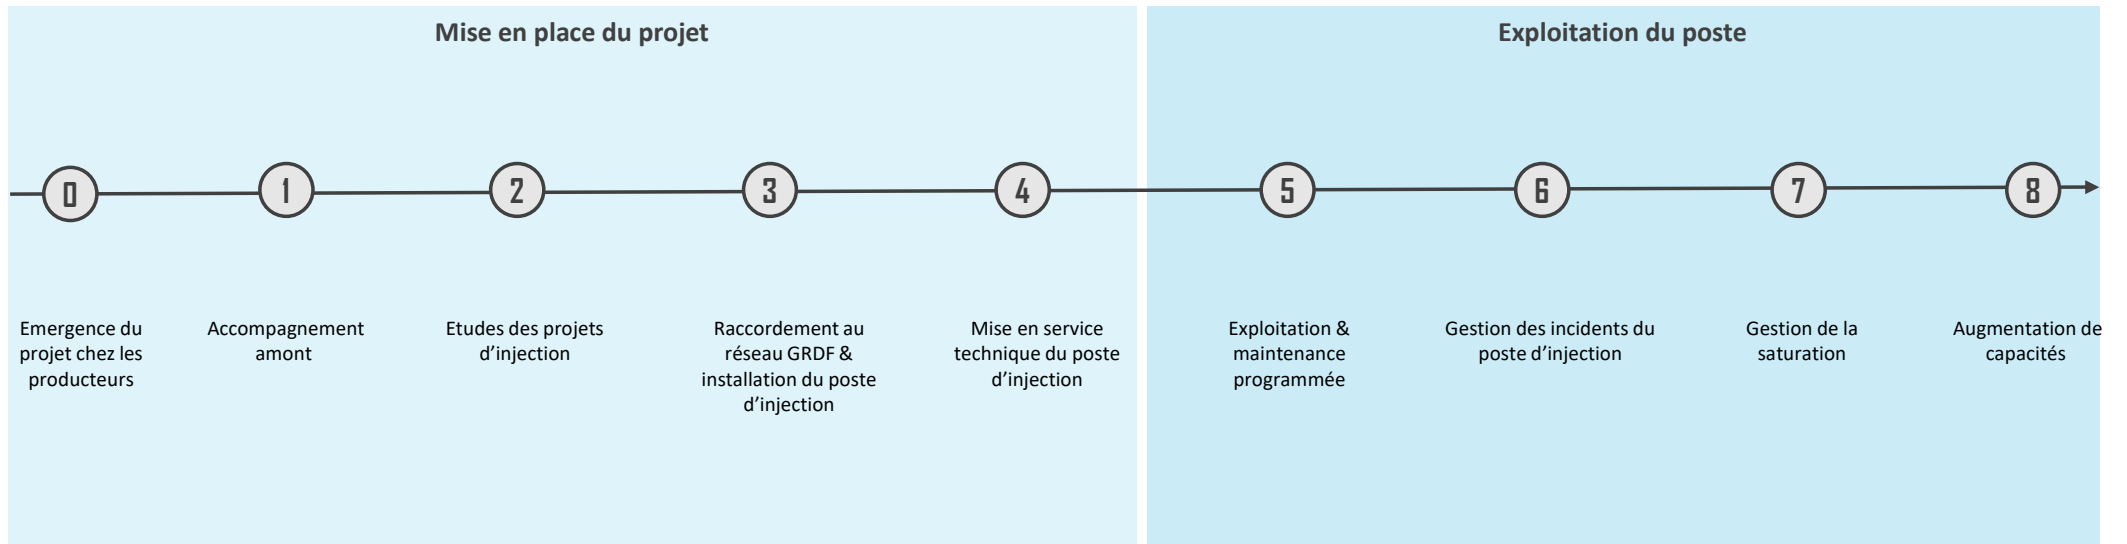 Mise en place du projet
Exploitation du poste
0
1
2
3
4
5
6
7
8
Emergence du
projet chez les
producteurs
Accompagnement
amont
Etudes des projets
d’injection
Raccordement au
réseau GRDF &
installation du poste
d’injection
Mise en service
technique du poste
d’injection
Exploitation &
maintenance
programmée
Gestion des incidents du
poste d’injection
Gestion de la
saturation
Augmentation de
capacités